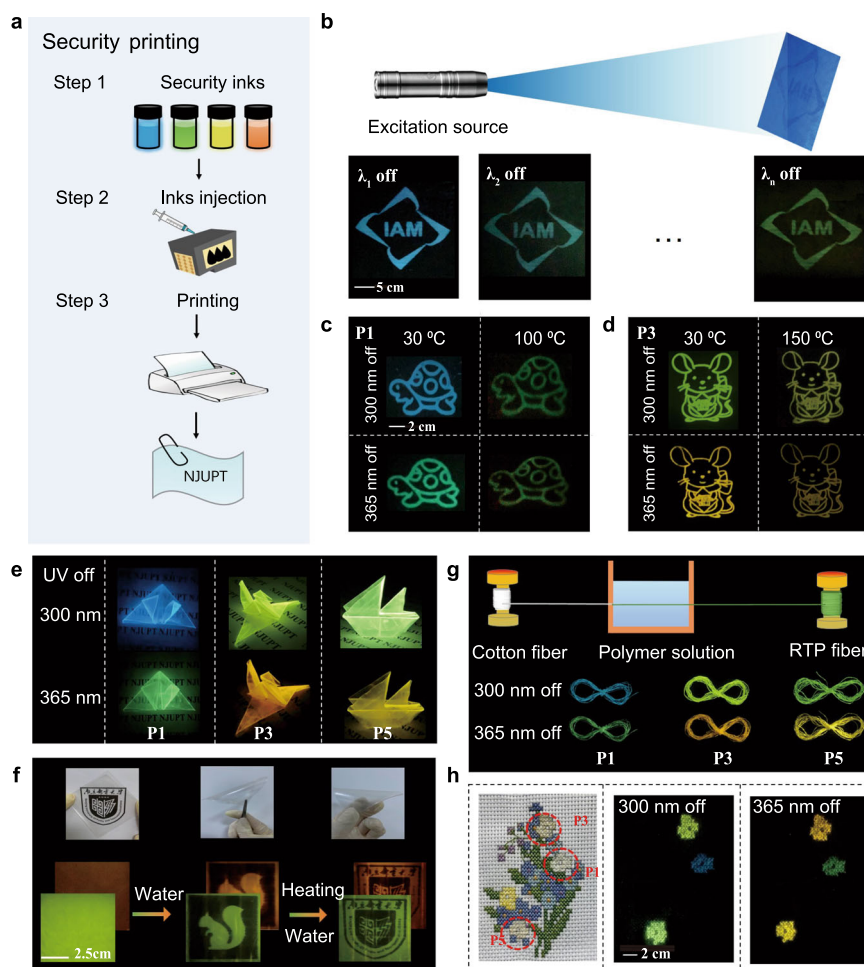 a
Security printing
Step 1
Security inks
Step 2
Inks injection
Step 3
Printing
NJUPT
b
Excitation source
λ1 off
IAM
5 cm
λ2 off
IAM
...
λn off
IAM
c
P1
30 ºC
100 ºC
300 nm off
2 cm
365 nm off
d
P3
30 ºC
150 ºC
300 nm off
365 nm off
e
UV off
300 nm
365 nm
P1
P3
P5
f
Water
Heating
Water
2.5cm
g
Cotton fiber
Polymer solution
RTP fiber
300 nm off
365 nm off
P1
P3
P5
h
P3
P1
P5
300 nm off
2 cm
365 nm off